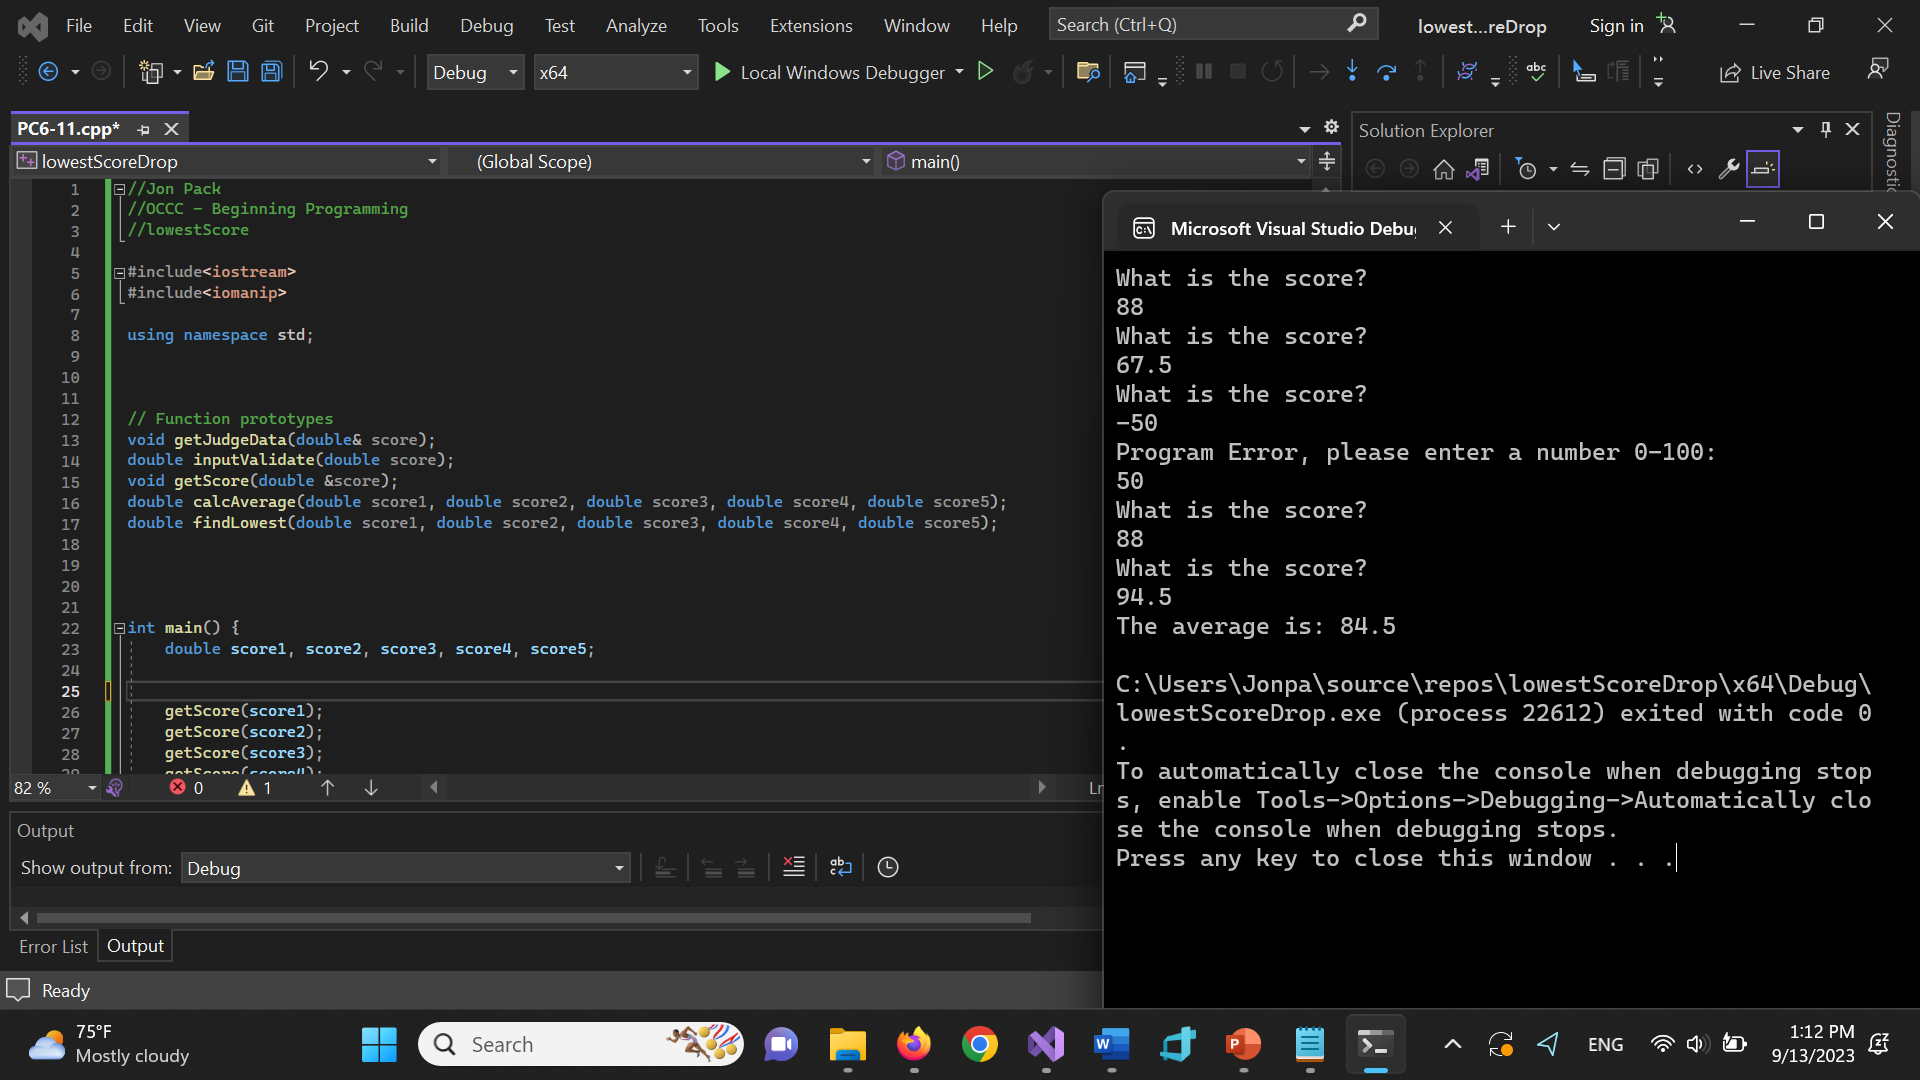 File Edit View Git Project Build Debug Test Analyze Tools Extensions Window Help Search (Ctrl+Q) lowest...reDrop Sign in
Debug x64 Local Windows Debugger Live Share
PC6-11.cpp*
lowestScoreDrop (Global Scope) main()
1 //Jon Pack
2 //OCCC - Beginning Programming
3 //lowestScore
4
5 #include<iostream>
6 #include<iomanip>
7
8 using namespace std;
9
10
11
12 // Function prototypes
13 void getJudgeData(double& score);
14 double inputValidate(double score);
15 void getScore(double &score);
16 double calcAverage(double score1, double score2, double score3, double score4, double score5);
17 double findLowest(double score1, double score2, double score3, double score4, double score5);
18
19
20
21
22 int main() {
23 double score1, score2, score3, score4, score5;
24
25
26 getScore(score1);
27 getScore(score2);
28 getScore(score3);
29 getScore(score4);
82 % 0 1 Ln
Output
Show output from: Debug
Error List Output
Ready
Solution Explorer
Diagnostic
Microsoft Visual Studio Debu
What is the score?
88
What is the score?
67.5
What is the score?
-50
Program Error, please enter a number 0-100:
50
What is the score?
88
What is the score?
94.5
The average is: 84.5
C:\Users\Jonpa\source\repos\lowestScoreDrop\x64\Debug\
lowestScoreDrop.exe (process 22612) exited with code 0
.
To automatically close the console when debugging stop
s, enable Tools->Options->Debugging->Automatically clo
se the console when debugging stops.
Press any key to close this window . . .
75°F
Mostly cloudy
Search
ENG
1:12 PM
9/13/2023